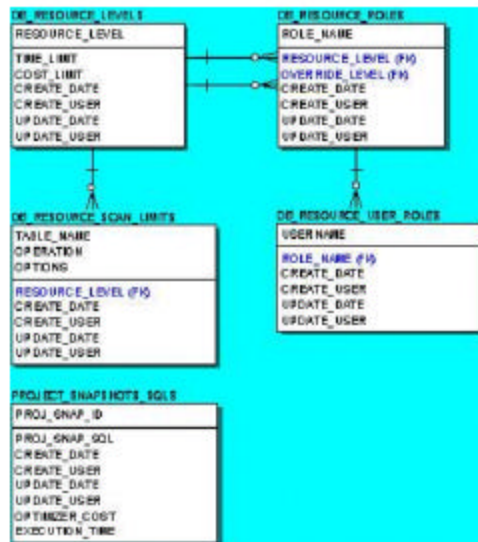 DB_RESOURCE_LEVELS
RESOURCE_LEVEL
TIME_LIMIT
COST_LIMIT
CREATE_DATE
CREATE_USER
UPDATE_DATE
UPDATE_USER
DB_RESOURCE_ROLES
ROLE_NAME
RESOURCE_LEVEL (FK)
OVERRIDE_LEVEL (FK)
CREATE_DATE
CREATE_USER
UPDATE_DATE
UPDATE_USER
DB_RESOURCE_SCAN_LIMITS
TABLE_NAME
OPERATION
OPTIONS
RESOURCE_LEVEL (FK)
CREATE_DATE
CREATE_USER
UPDATE_DATE
UPDATE_USER
DB_RESOURCE_USER_ROLES
USERNAME
ROLE_NAME (FK)
CREATE_DATE
CREATE_USER
UPDATE_DATE
UPDATE_USER
PROJECT_SNAPSHOTS_SQLS
PROJ_SNAP_ID
PROJ_SNAP_SQL
CREATE_DATE
CREATE_USER
UPDATE_DATE
UPDATE_USER
OPTIMIZER_COST
EXECUTION_TIME